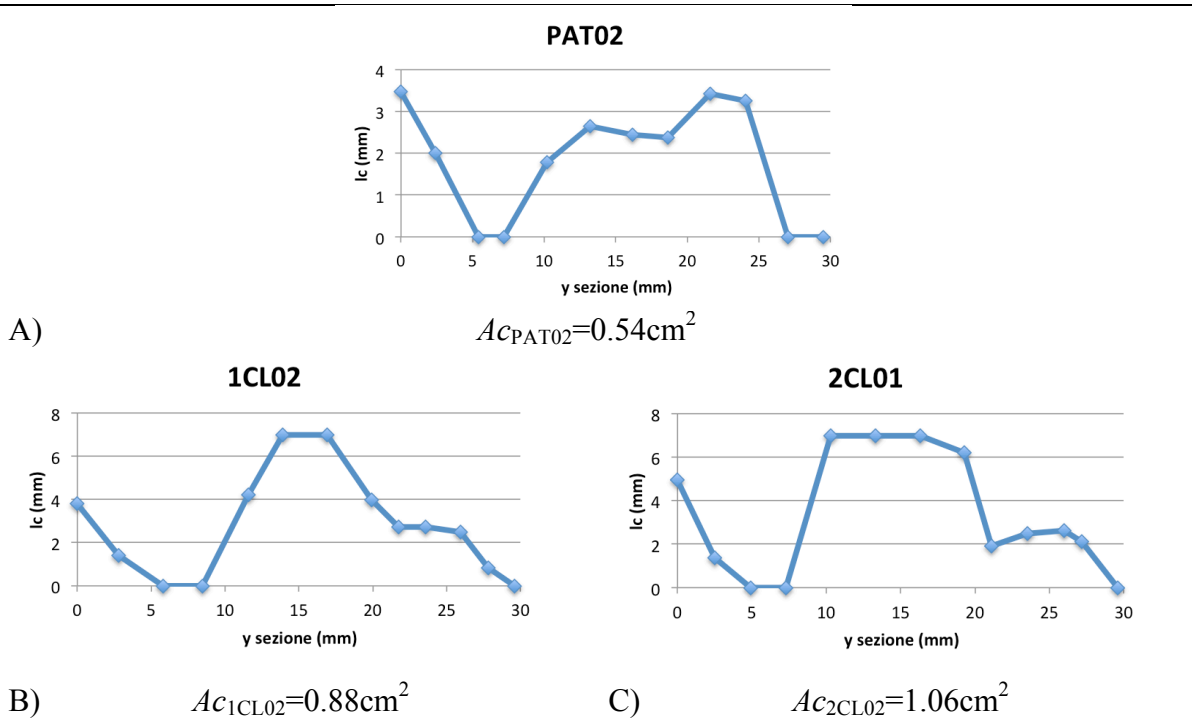 PAT02
4
3
2
1
0
lc (mm)
0 5 10 15 20 25 30
y sezione (mm)
A) Ac_PAT02=0.54cm²
1CL02
8
6
4
2
0
lc (mm)
0 5 10 15 20 25 30
y sezione (mm)
B) Ac_1CL02=0.88cm²
2CL01
8
6
4
2
0
lc (mm)
0 5 10 15 20 25 30
y sezione (mm)
C) Ac_2CL02=1.06cm²